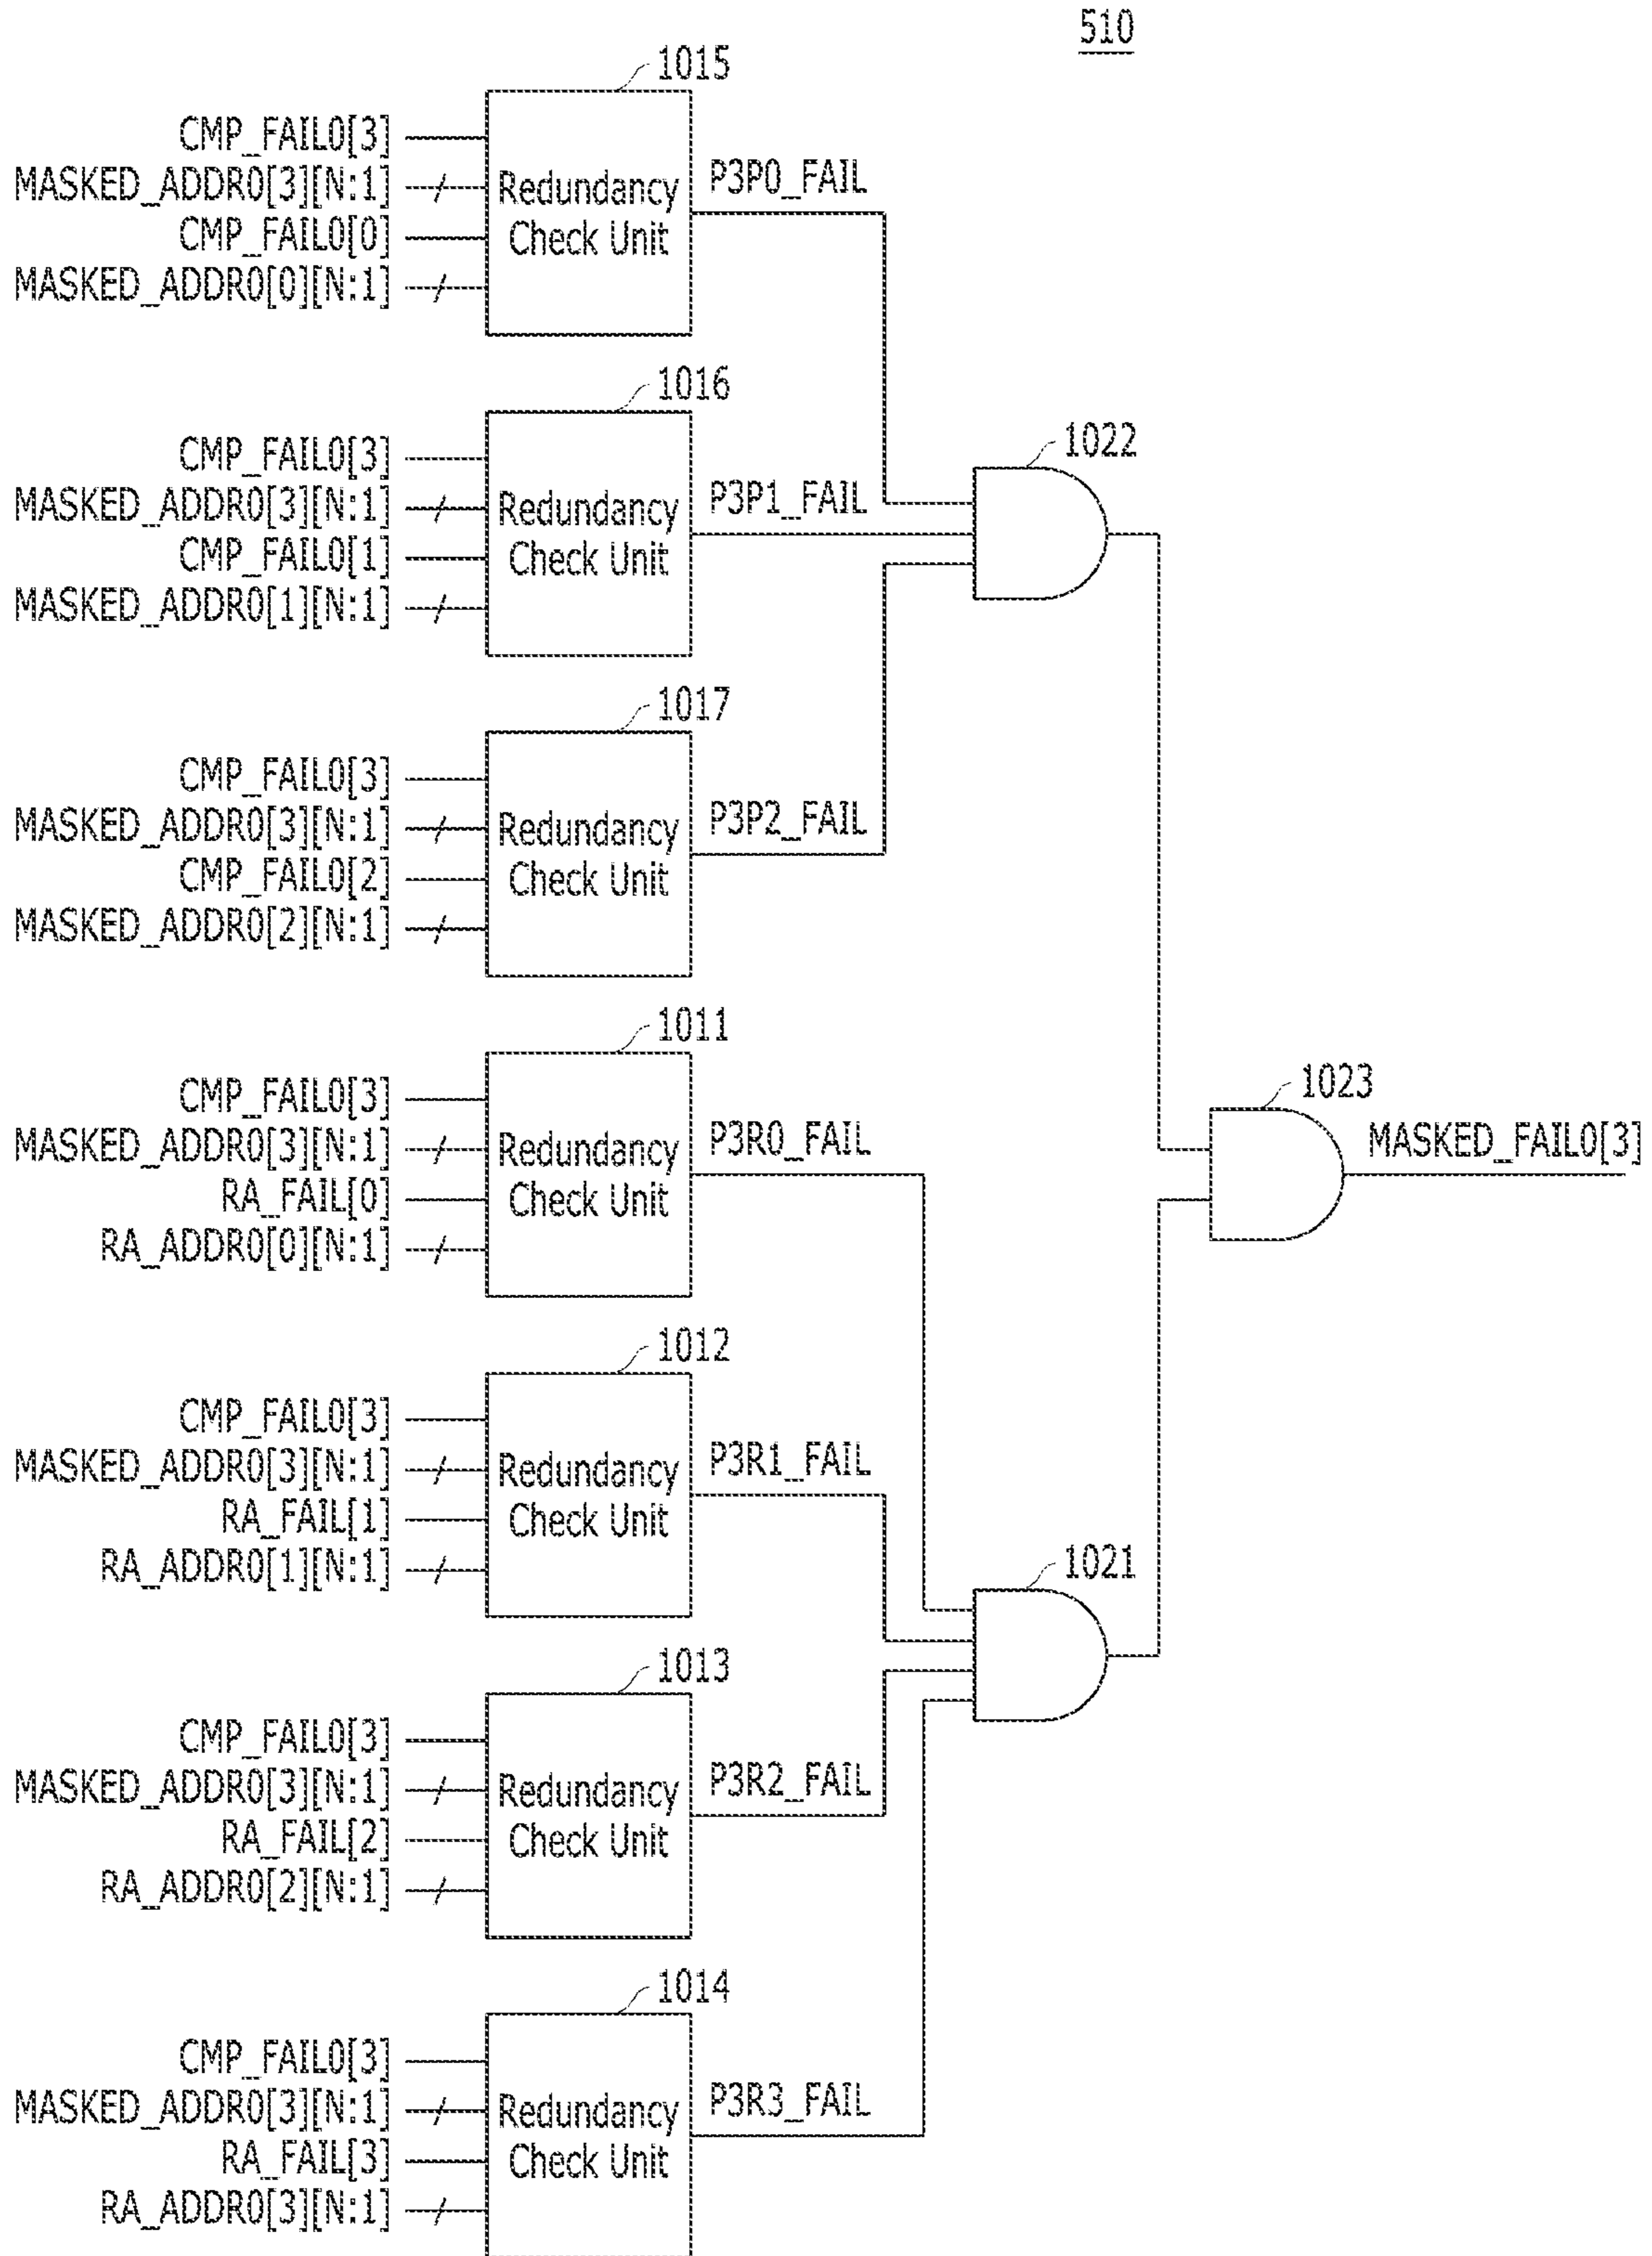 510
1015
CMP_FAIL0[3]
MASKED_ADDR0[3][N:1]
CMP_FAIL0[0]
MASKED_ADDR0[0][N:1]
Redundancy
Check Unit
P3P0_FAIL
1016
CMP_FAIL0[3]
MASKED_ADDR0[3][N:1]
CMP_FAIL0[1]
MASKED_ADDR0[1][N:1]
Redundancy
Check Unit
P3P1_FAIL
1022
1017
CMP_FAIL0[3]
MASKED_ADDR0[3][N:1]
CMP_FAIL0[2]
MASKED_ADDR0[2][N:1]
Redundancy
Check Unit
P3P2_FAIL
1011
CMP_FAIL0[3]
MASKED_ADDR0[3][N:1]
RA_FAIL[0]
RA_ADDR0[0][N:1]
Redundancy
Check Unit
P3R0_FAIL
1023
MASKED_FAIL0[3]
1012
CMP_FAIL0[3]
MASKED_ADDR0[3][N:1]
RA_FAIL[1]
RA_ADDR0[1][N:1]
Redundancy
Check Unit
P3R1_FAIL
1021
1013
CMP_FAIL0[3]
MASKED_ADDR0[3][N:1]
RA_FAIL[2]
RA_ADDR0[2][N:1]
Redundancy
Check Unit
P3R2_FAIL
1014
CMP_FAIL0[3]
MASKED_ADDR0[3][N:1]
RA_FAIL[3]
RA_ADDR0[3][N:1]
Redundancy
Check Unit
P3R3_FAIL